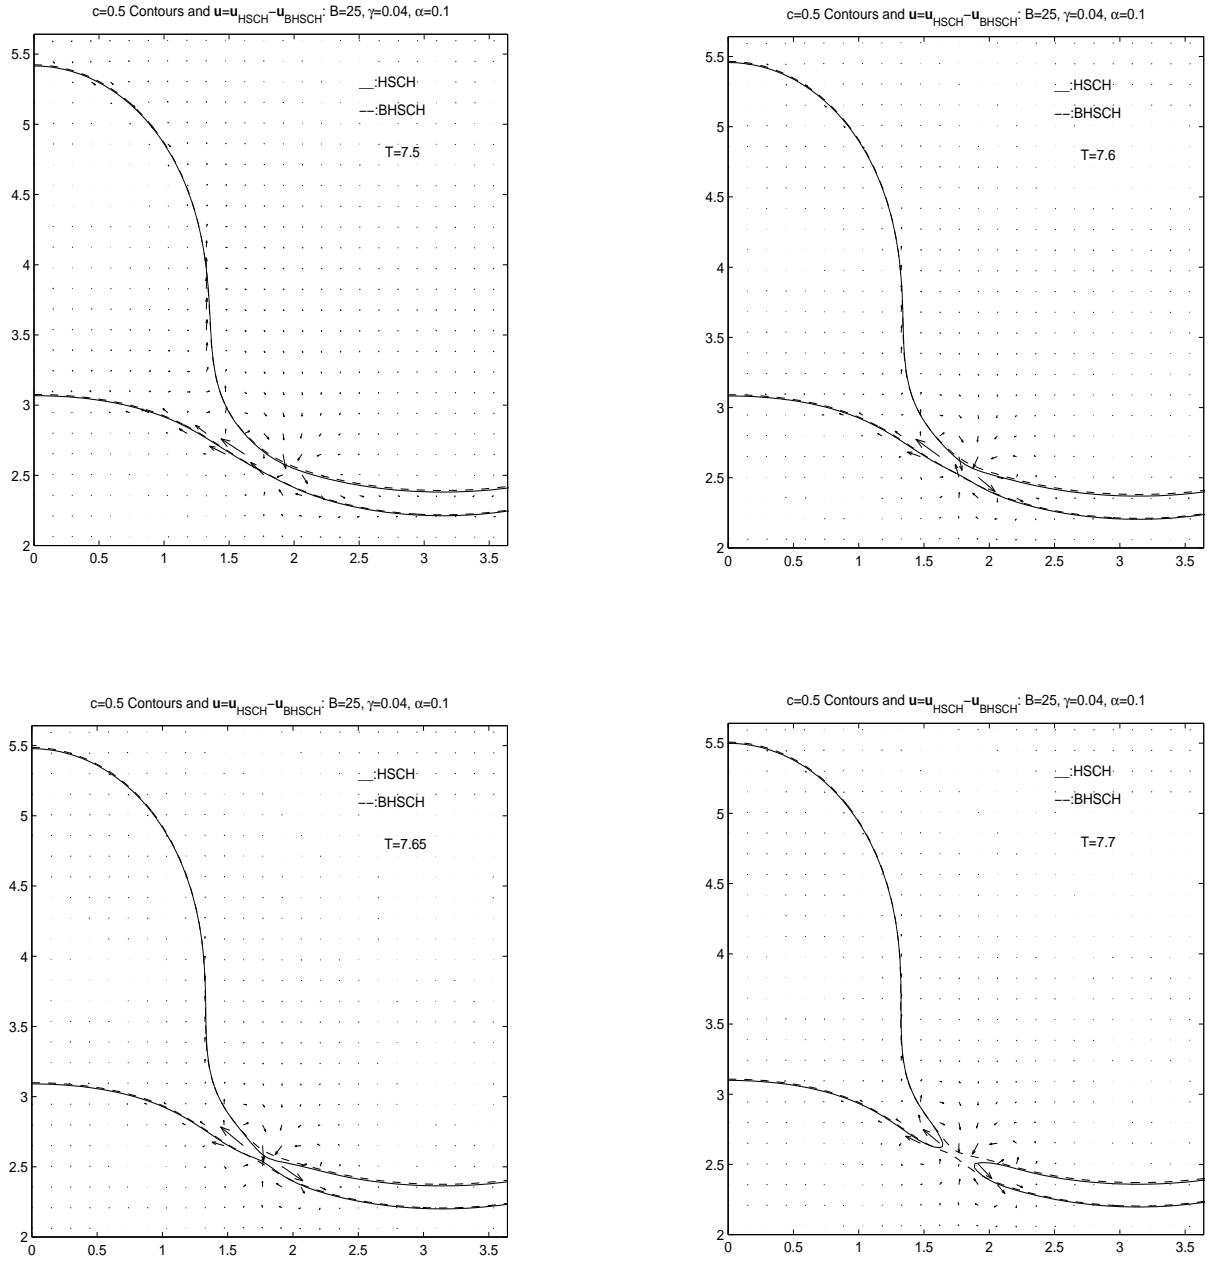 c=0.5 Contours and u=u_HSCH−u_BHSCH: B=25, γ=0.04, α=0.1
5.5
__:HSCH
−−:BHSCH
5
T=7.5
4.5
4
3.5
3
2.5
2
0 0.5 1 1.5 2 2.5 3 3.5
c=0.5 Contours and u=u_HSCH−u_BHSCH: B=25, γ=0.04, α=0.1
5.5
__:HSCH
−−:BHSCH
5
T=7.6
4.5
4
3.5
3
2.5
2
0 0.5 1 1.5 2 2.5 3 3.5
c=0.5 Contours and u=u_HSCH−u_BHSCH: B=25, γ=0.04, α=0.1
5.5
__:HSCH
−−:BHSCH
5
T=7.65
4.5
4
3.5
3
2.5
2
0 0.5 1 1.5 2 2.5 3 3.5
c=0.5 Contours and u=u_HSCH−u_BHSCH: B=25, γ=0.04, α=0.1
5.5
__:HSCH
−−:BHSCH
5
T=7.7
4.5
4
3.5
3
2.5
2
0 0.5 1 1.5 2 2.5 3 3.5